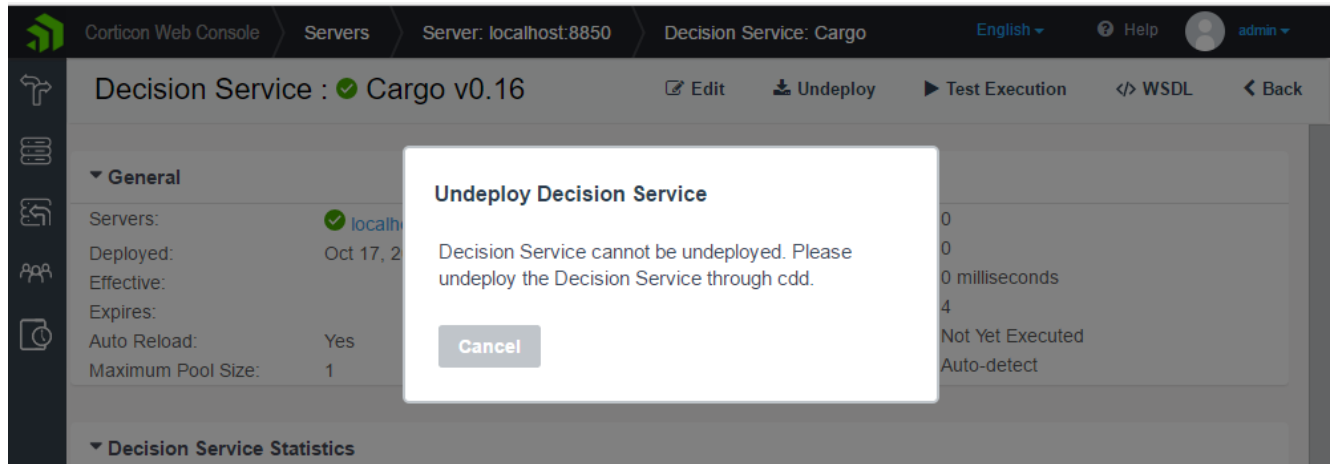 Corticon Web Console Servers Server: localhost:8850 Decision Service: Cargo English Help admin
Decision Service : Cargo v0.16 Edit Undeploy Test Execution </> WSDL Back
General
Undeploy Decision Service
Servers: 0
Deployed: Oct 17, 2 Decision Service cannot be undeployed. Please 0
Effective: undeploy the Decision Service through cdd. 0 milliseconds
Expires: 4
Auto Reload: Yes Cancel Not Yet Executed
Maximum Pool Size: 1 Auto-detect
Decision Service Statistics